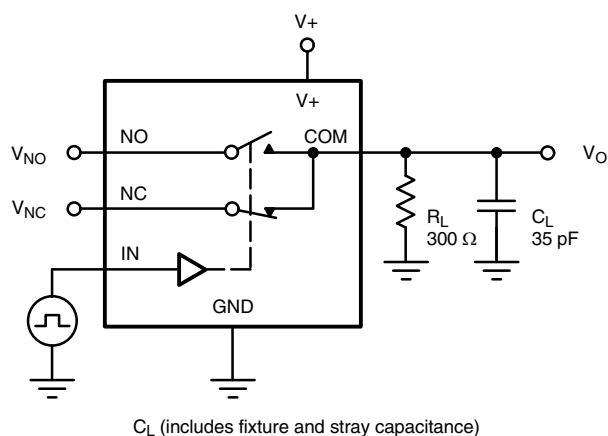 V+
V+
NO
COM
V_NO
V_O
NC
V_NC
R_L
300 Ω
C_L
35 pF
IN
GND
C_L (includes fixture and stray capacitance)